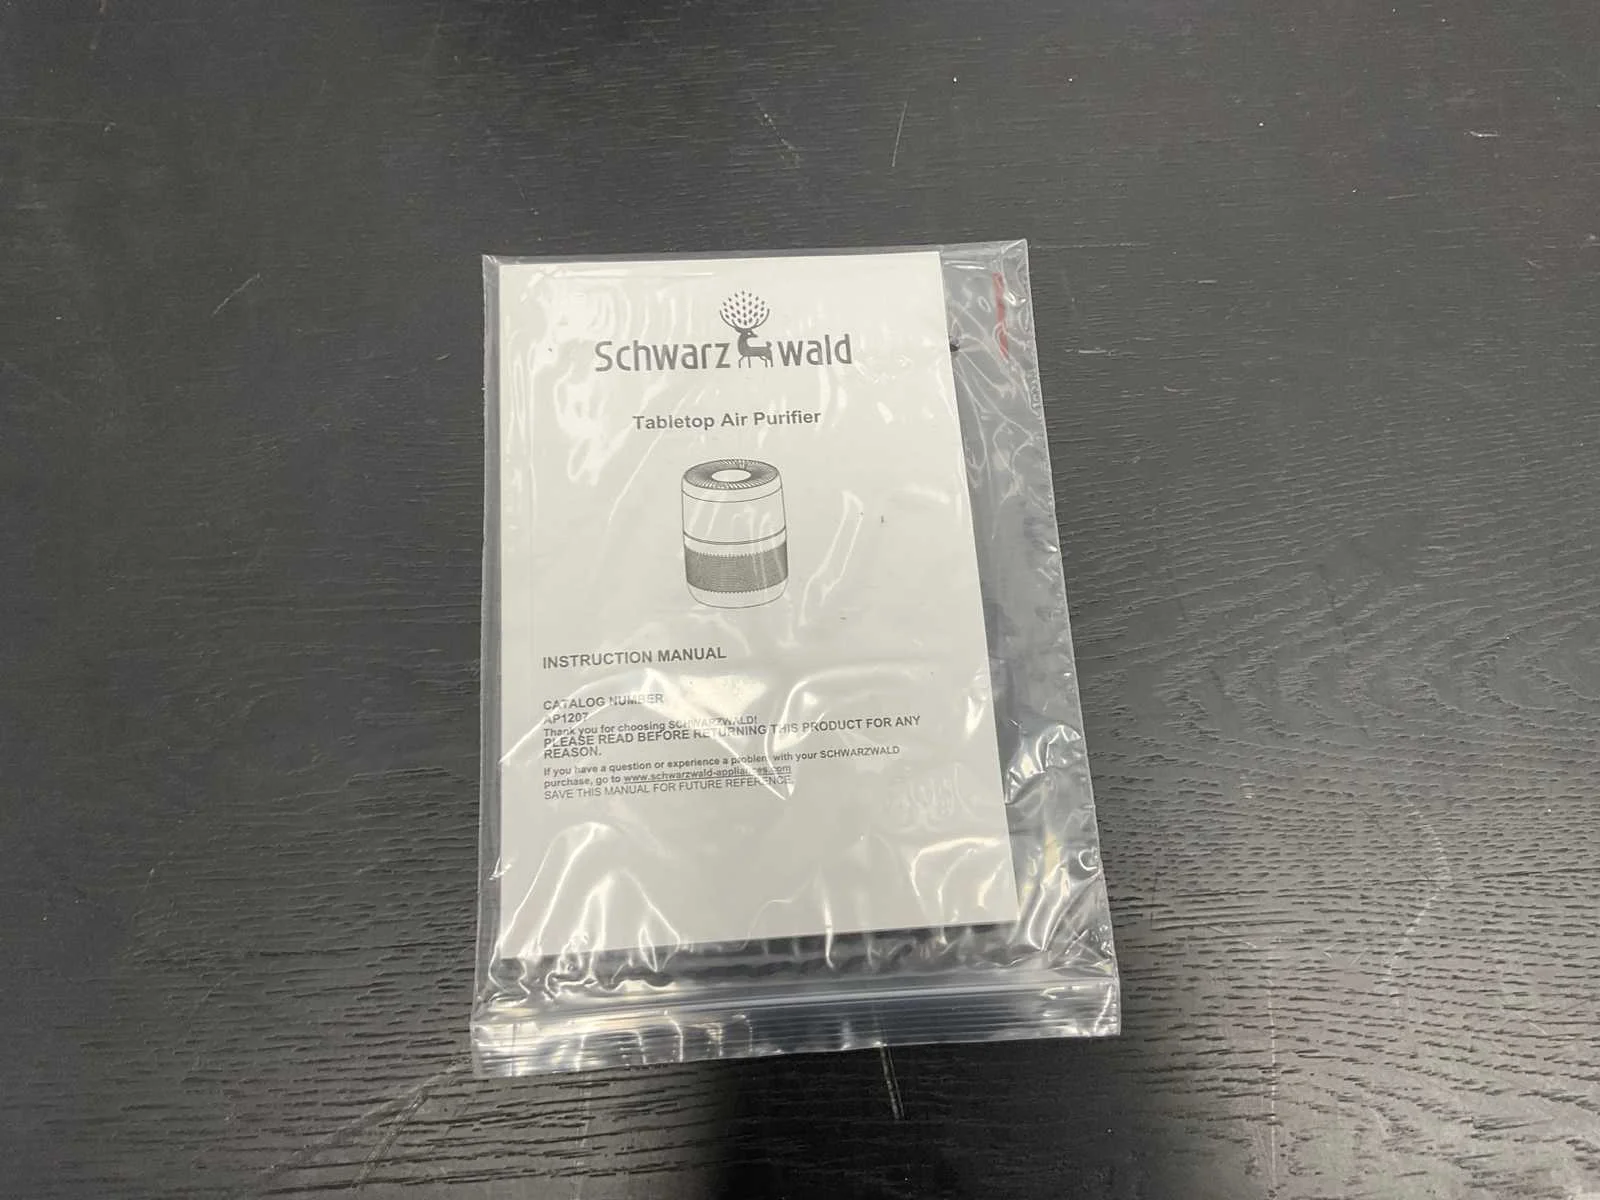 Schwarzwald
Tabletop Air Purifier
INSTRUCTION MANUAL
CATALOG NUMBER
AP1207
Thank you for choosing SCHWARZWALD!
PLEASE READ BEFORE RETURNING THIS PRODUCT FOR ANY
REASON.
If you have a question or experience a problem with your SCHWARZWALD
purchase, go to www.schwarzwald-appliances.com
SAVE THIS MANUAL FOR FUTURE REFERENCE.